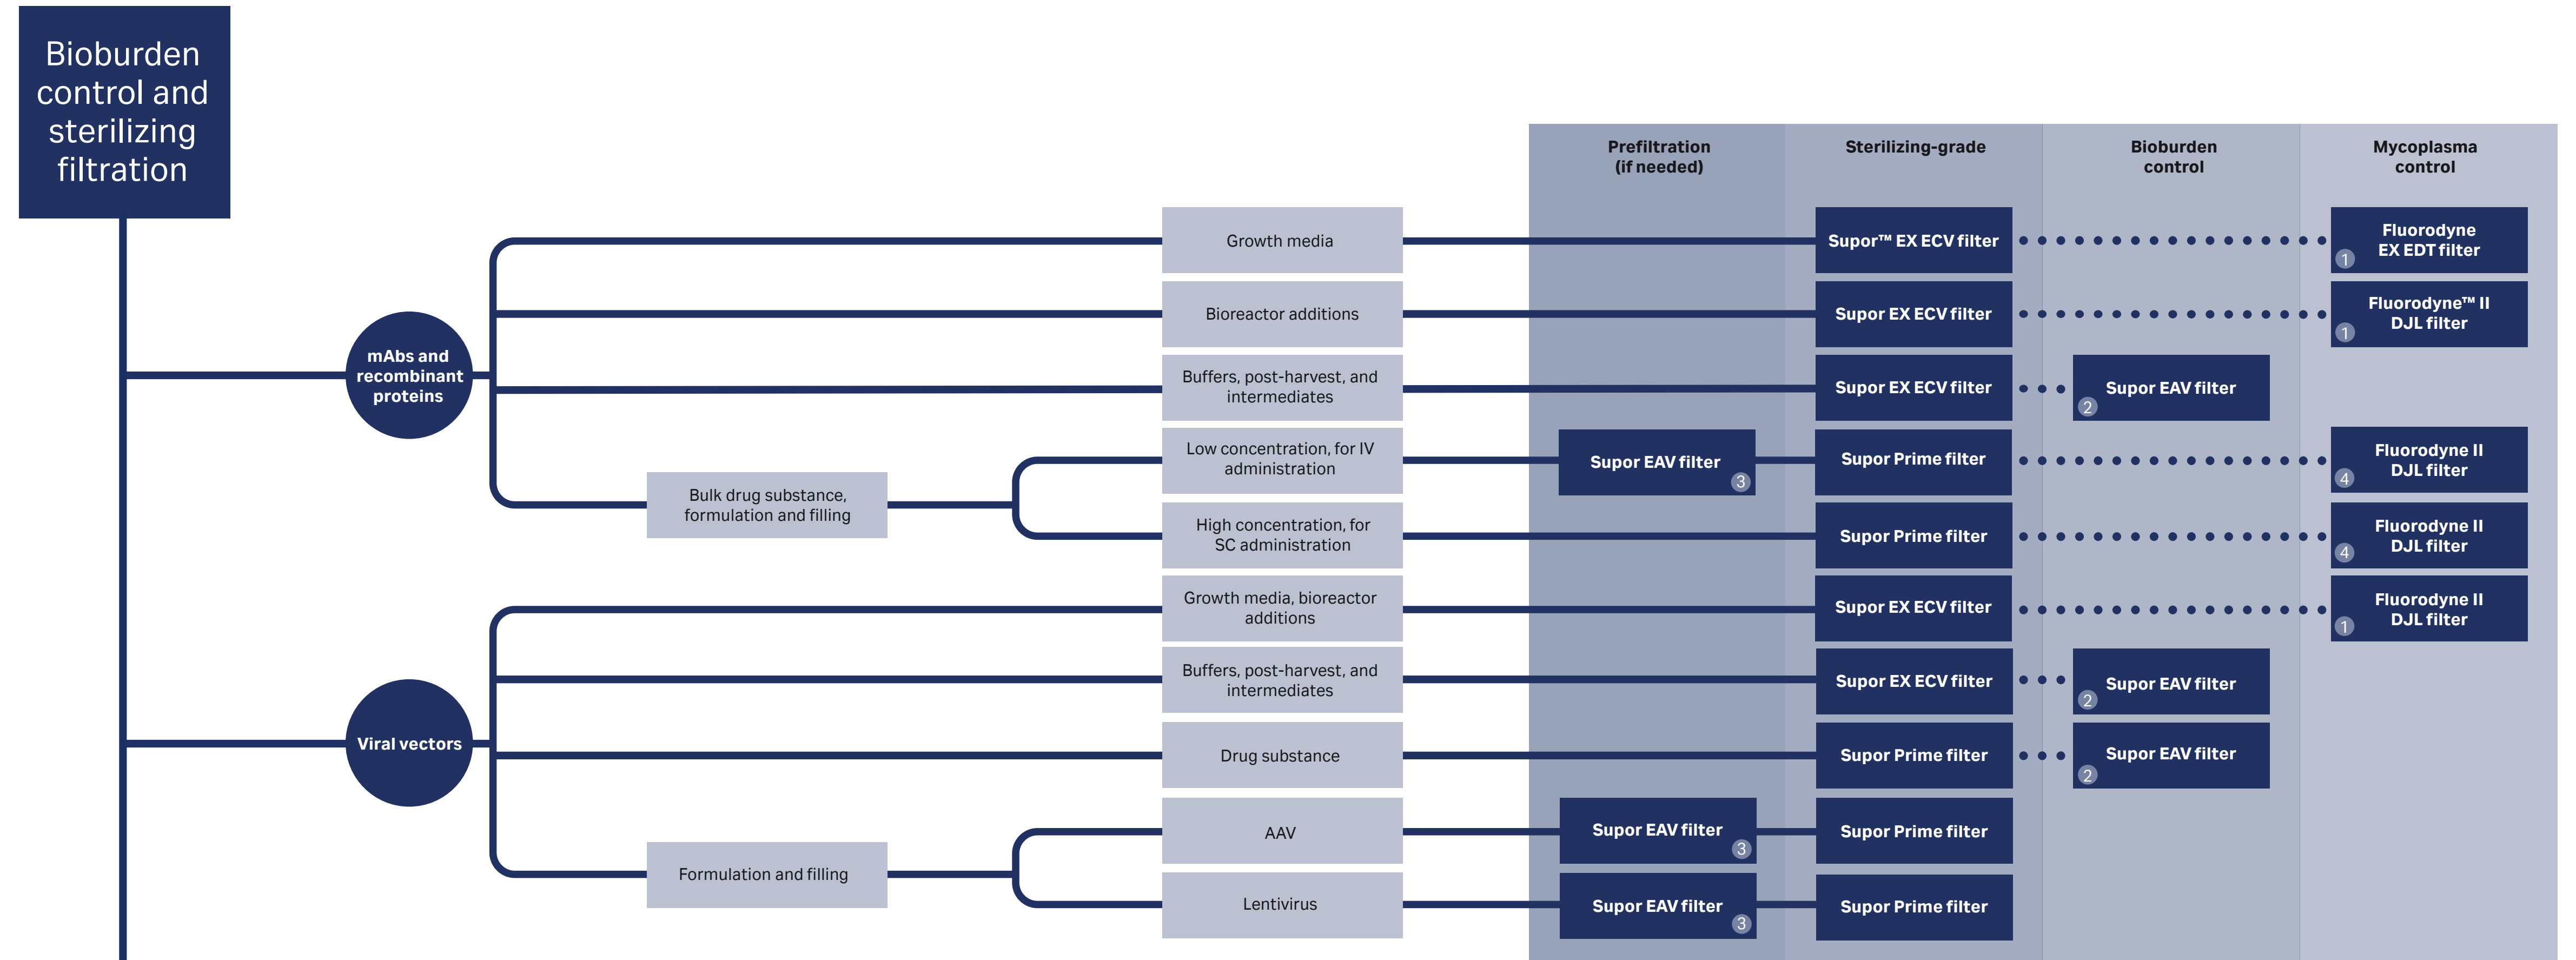 Bioburden
control and
sterilizing
filtration
Prefiltration
(if needed)
Sterilizing-grade
Bioburden
control
Mycoplasma
control
mAbs and
recombinant
proteins
Growth media
Supor™ EX ECV filter
Fluorodyne
EX EDT filter
1
Bioreactor additions
Supor EX ECV filter
Fluorodyne™ II
DJL filter
1
Buffers, post-harvest, and
intermediates
Supor EX ECV filter
Supor EAV filter
2
Bulk drug substance,
formulation and filling
Low concentration, for IV
administration
Supor EAV filter
3
Supor Prime filter
Fluorodyne II
DJL filter
4
High concentration, for
SC administration
Supor Prime filter
Fluorodyne II
DJL filter
4
Viral vectors
Growth media, bioreactor
additions
Supor EX ECV filter
Fluorodyne II
DJL filter
1
Buffers, post-harvest, and
intermediates
Supor EX ECV filter
Supor EAV filter
2
Drug substance
Supor Prime filter
Supor EAV filter
2
Formulation and filling
AAV
Supor EAV filter
3
Supor Prime filter
Lentivirus
Supor EAV filter
3
Supor Prime filter